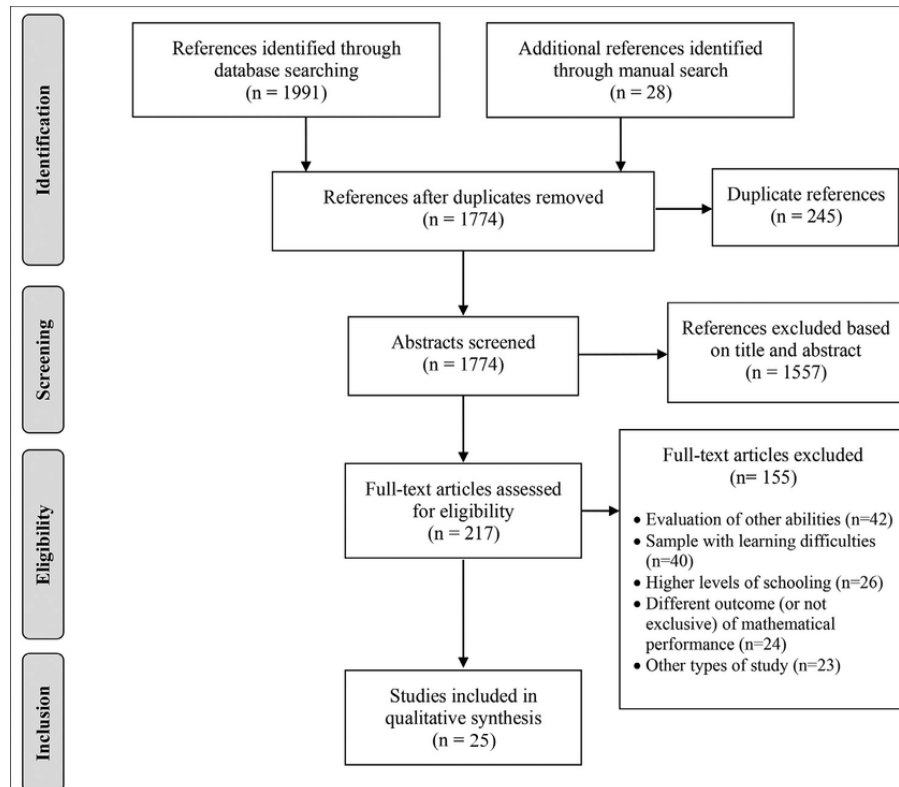 References identified through
database searching
(n = 1991)
Additional references identified
through manual search
(n = 28)
Identification
References after duplicates removed
(n = 1774)
Duplicate references
(n = 245)
Screening
Abstracts screened
(n = 1774)
References excluded based
on title and abstract
(n = 1557)
Eligibility
Full-text articles assessed
for eligibility
(n = 217)
Full-text articles excluded
(n= 155)
• Evaluation of other abilities (n=42)
• Sample with learning difficulties
(n=40)
• Higher levels of schooling (n=26)
• Different outcome (or not
exclusive) of mathematical
performance (n=24)
• Other types of study (n=23)
Inclusion
Studies included in
qualitative synthesis
(n = 25)